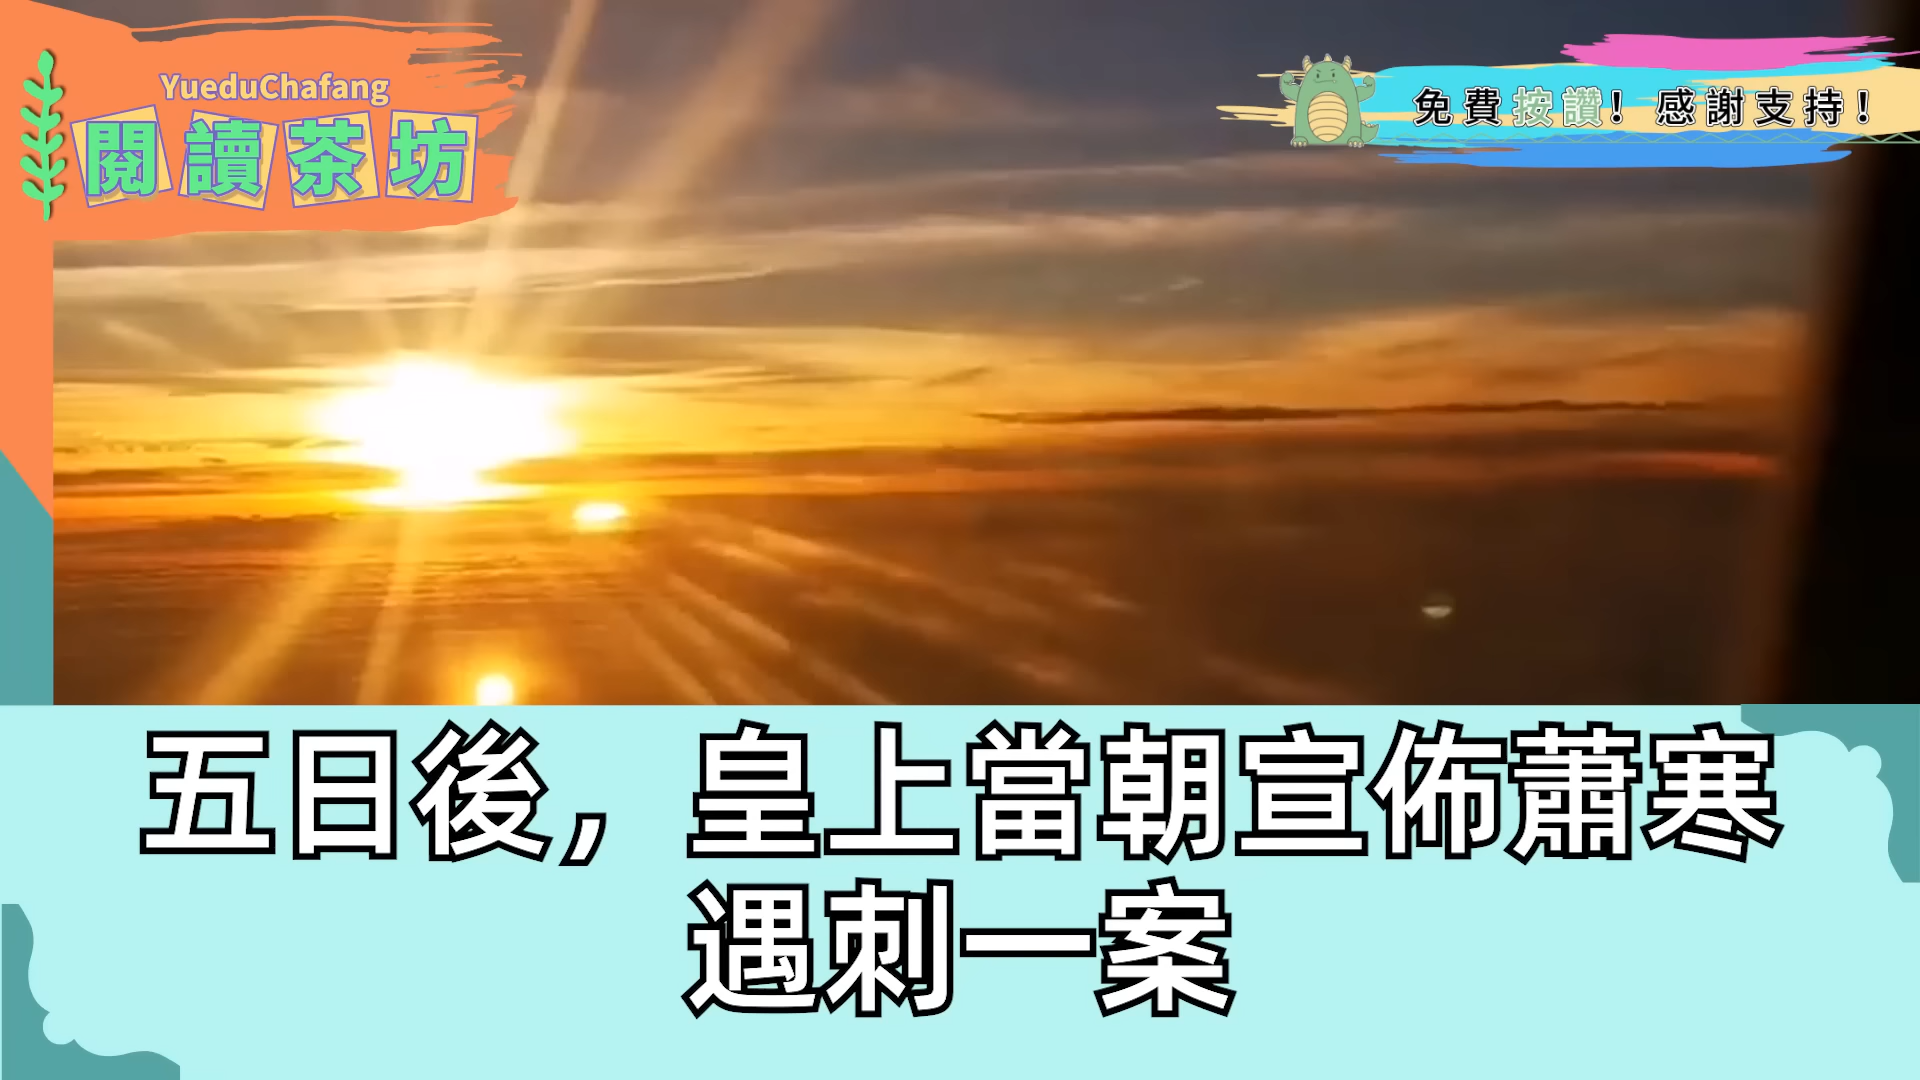 YueduChafang
閱讀茶坊
免費按讚！感謝支持！
五日後，皇上當朝宣佈蕭寒
遇刺一案